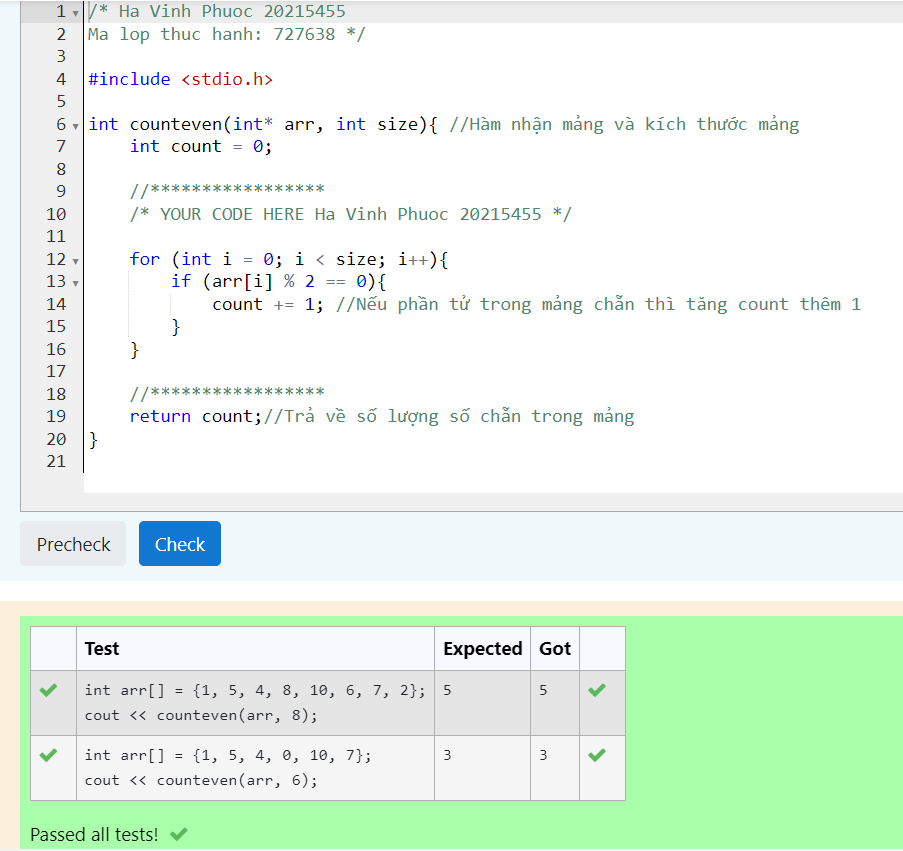 1 /* Ha Vinh Phuoc 20215455
2 Ma lop thuc hanh: 727638 */
3
4 #include <stdio.h>
5
6 int counteven(int* arr, int size){ //Hàm nhận mảng và kích thước mảng
7     int count = 0;
8
9     //*****************
10     /* YOUR CODE HERE Ha Vinh Phuoc 20215455 */
11
12     for (int i = 0; i < size; i++){
13         if (arr[i] % 2 == 0){
14             count += 1; //Nếu phần tử trong mảng chẵn thì tăng count thêm 1
15         }
16     }
17
18     //*****************
19     return count;//Trả về số lượng số chẵn trong mảng
20 }
21
Precheck Check
Test Expected Got
int arr[] = {1, 5, 4, 8, 10, 6, 7, 2}; 5 5
cout << counteven(arr, 8);
int arr[] = {1, 5, 4, 0, 10, 7}; 3 3
cout << counteven(arr, 6);
Passed all tests!